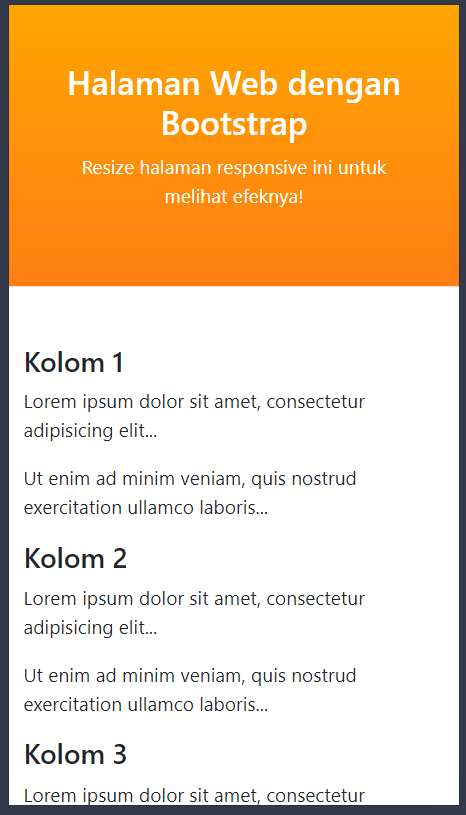 Halaman Web dengan
Bootstrap
Resize halaman responsive ini untuk
melihat efeknya!
Kolom 1
Lorem ipsum dolor sit amet, consectetur
adipisicing elit...
Ut enim ad minim veniam, quis nostrud
exercitation ullamco laboris...
Kolom 2
Lorem ipsum dolor sit amet, consectetur
adipisicing elit...
Ut enim ad minim veniam, quis nostrud
exercitation ullamco laboris...
Kolom 3
Lorem ipsum dolor sit amet, consectetur